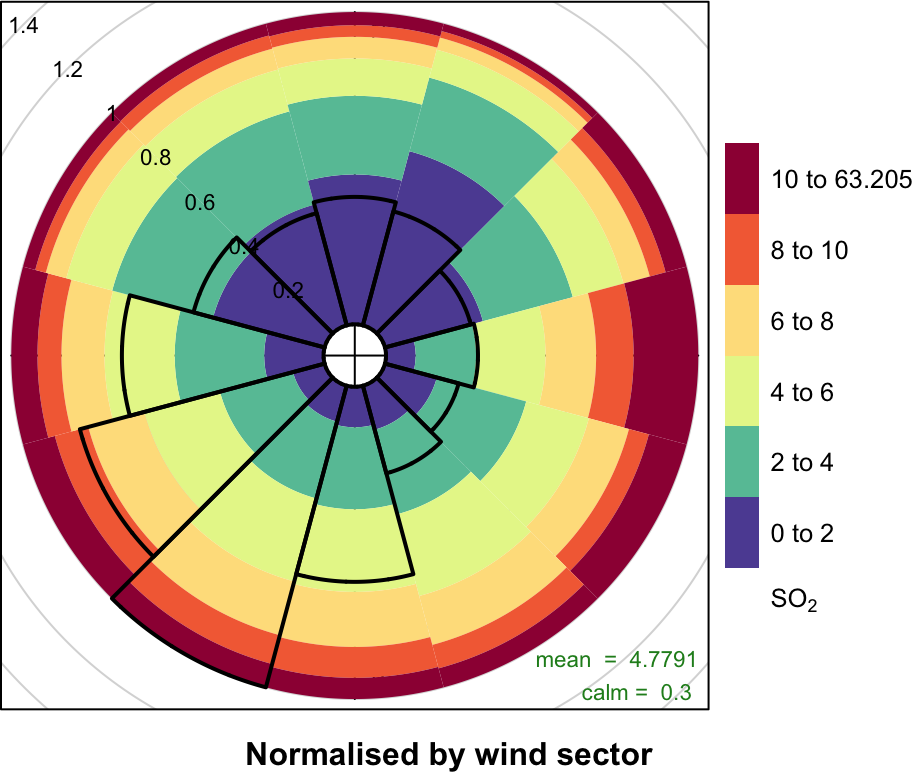 1.4
1.2
1
0.8
0.6
0.4
0.2
10 to 63.205
8 to 10
6 to 8
4 to 6
2 to 4
0 to 2
SO₂
mean = 4.7791
calm = 0.3
Normalised by wind sector